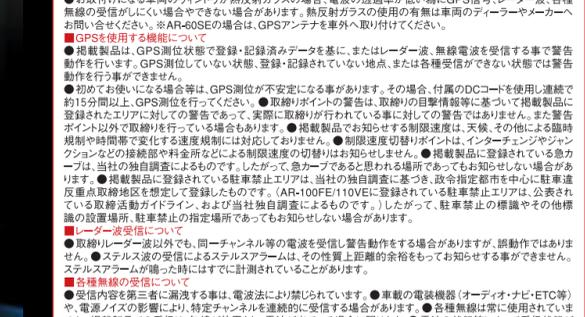 無線の受信がしにくい場合やできない場合があります。熱反射ガラスの使用の有無は車両のディーラーやメーカーへ
お問い合せください。※AR-60SEの場合は、GPSアンテナを車外へ取り付けてください。
■GPSを使用する機能について
●掲載製品は、GPS測位状態で登録・記録済みデータを基に、またはレーダー波、無線電波を受信する事で警告
動作を行います。GPS測位していない状態、登録・記録されていない地点、または各種受信ができない状態では警告
動作を行う事ができません。
●初めてお使いになる場合等は、GPS測位が不安定になる事があります。その場合、付属のDCコードを使用し連続で
約15分間以上、GPS測位を行ってください。●取締りポイントの警告は、取締りの目撃情報等に基づいて掲載製品に
登録されたエリアに対しての警告であって、実際に取締りが行われている事に対しての警告ではありません。また警告
ポイント以外で取締りを行っている場合もあります。●掲載製品でお知らせする制限速度は、天候、その他による臨時
規制や時間帯で変化する速度規制には対応しておりません。●制限速度切替りポイントは、インターチェンジやジャン
クションなどの接続部や料金所などによる制限速度の切替りはお知らせしません。●掲載製品に登録されている急カ
ーブは、当社の独自調査によるものです。したがって、急カーブであると思われる場所であってもお知らせしない場合があ
ります。●掲載製品に登録されている駐車禁止エリアは、当社の独自調査に基づき、政令指定都市を中心に駐車違
反重点取締地区を想定して登録したものです。（AR-100FE/110VEに登録されている駐車禁止エリアは、公表され
ている取締活動ガイドライン、および当社独自調査によるものです。）したがって、駐車禁止の標識やその他標
識の設置場所、駐車禁止の指定場所であってもお知らせしない場合があります。
■レーダー波受信について
●取締りレーダー波以外でも、同一チャンネル等の電波を受信し警告動作をする場合がありますが、誤動作ではありま
せん。●ステルス波の受信によるステルスアラームは、その性質上距離的余裕をもってお知らせする事ができません。
ステルスアラームが鳴った時にはすでに計測されていることがあります。
■各種無線の受信について
●受信内容を第三者に漏洩する事は、電波法により禁じられています。●車載の電装機器（オーディオ・ナビ・ETC等）
や、電源ノイズの影響により、特定チャンネルを連続的に受信する場合があります。●各種無線は常に使用されていま